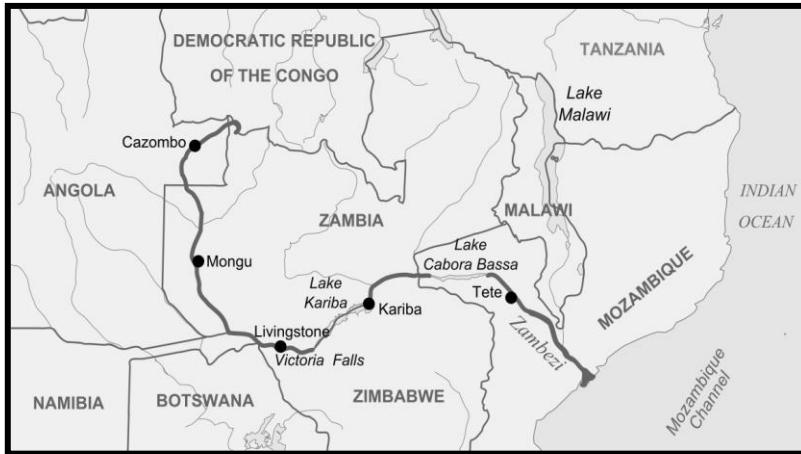 DEMOCRATIC REPUBLIC
OF THE CONGO
TANZANIA
Lake
Malawi
Cazombo
ANGOLA
ZAMBIA
MALAWI
INDIAN
OCEAN
Mongu
Lake
Cabora Bassa
Lake
Kariba
Kariba
Tete
MOZAMBIQUE
Zambezi
Livingstone
Victoria Falls
NAMIBIA
BOTSWANA
ZIMBABWE
Mozambique
Channel